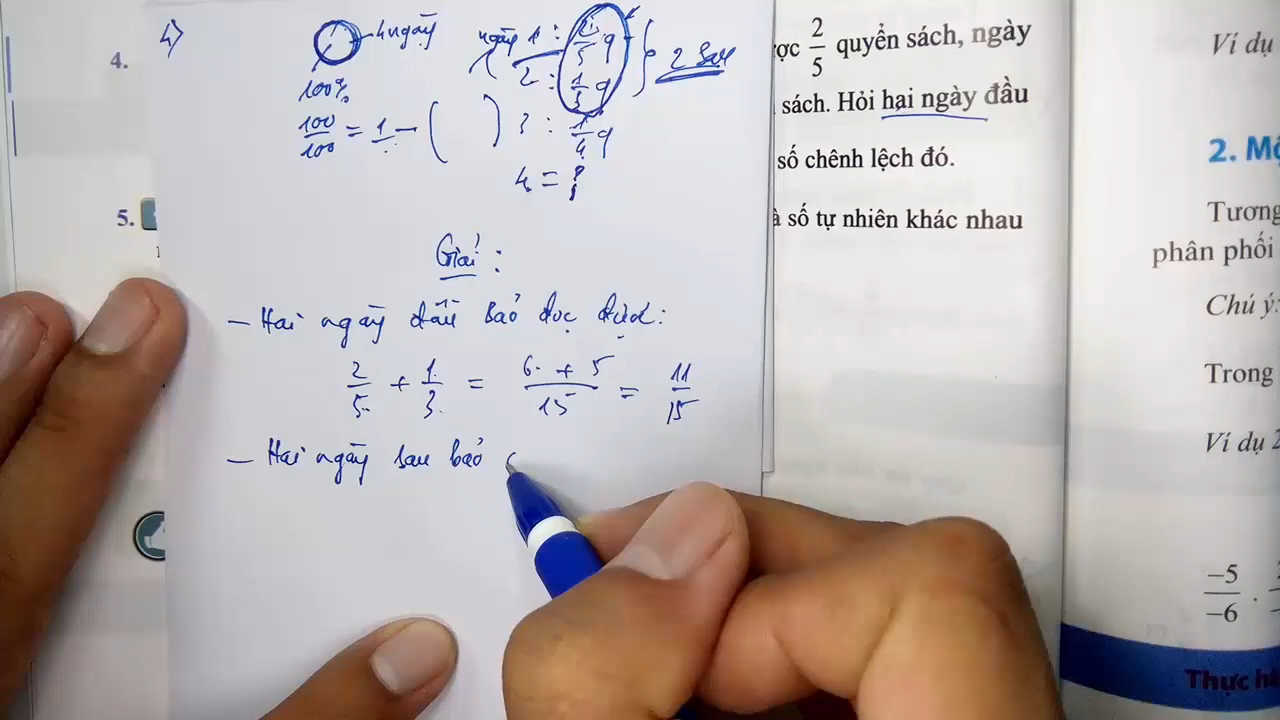 4)
4 ngày
100%
100/100 = 1 - (      )
ngày 1 : 2/5 q
2 : 1/3 q
2 sau
3 : 1/4 q
4 = ?
Giải :
- Hai ngày đầu Bảo đọc được:
2/5 + 1/3 = 6 + 5/15 = 11/15
- Hai ngày sau bảo
4.
5.
ợc 2/5 quyển sách, ngày
sách. Hỏi hai ngày đầu
số chênh lệch đó.
à số tự nhiên khác nhau
Ví dụ
2. Mộ
Tương
phân phối
Chú ý:
Trong
Ví dụ 2
-5/-6 .
Thực hà